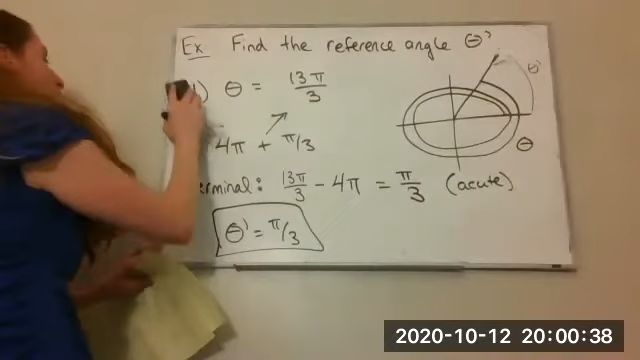 Ex. Find the reference angle θ'
) θ = 13π/3
4π + π/3
θ'
θ
erminal: 13π/3 - 4π = π/3 (acute)
θ' = π/3
2020-10-12 20:00:38